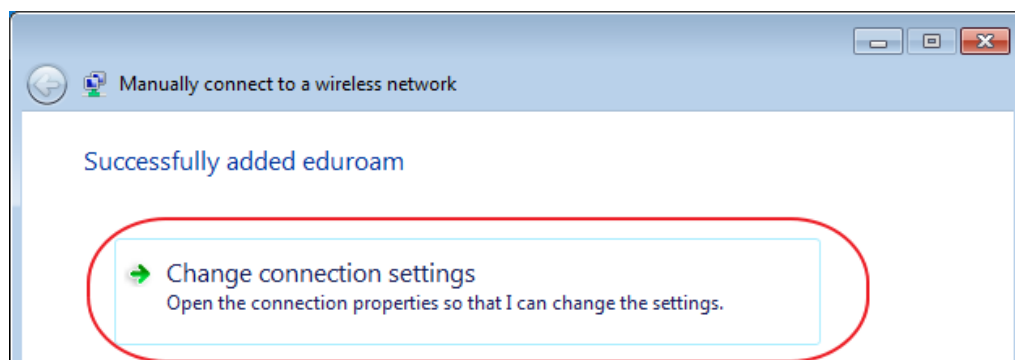 Manually connect to a wireless network
Successfully added eduroam
Change connection settings
Open the connection properties so that I can change the settings.